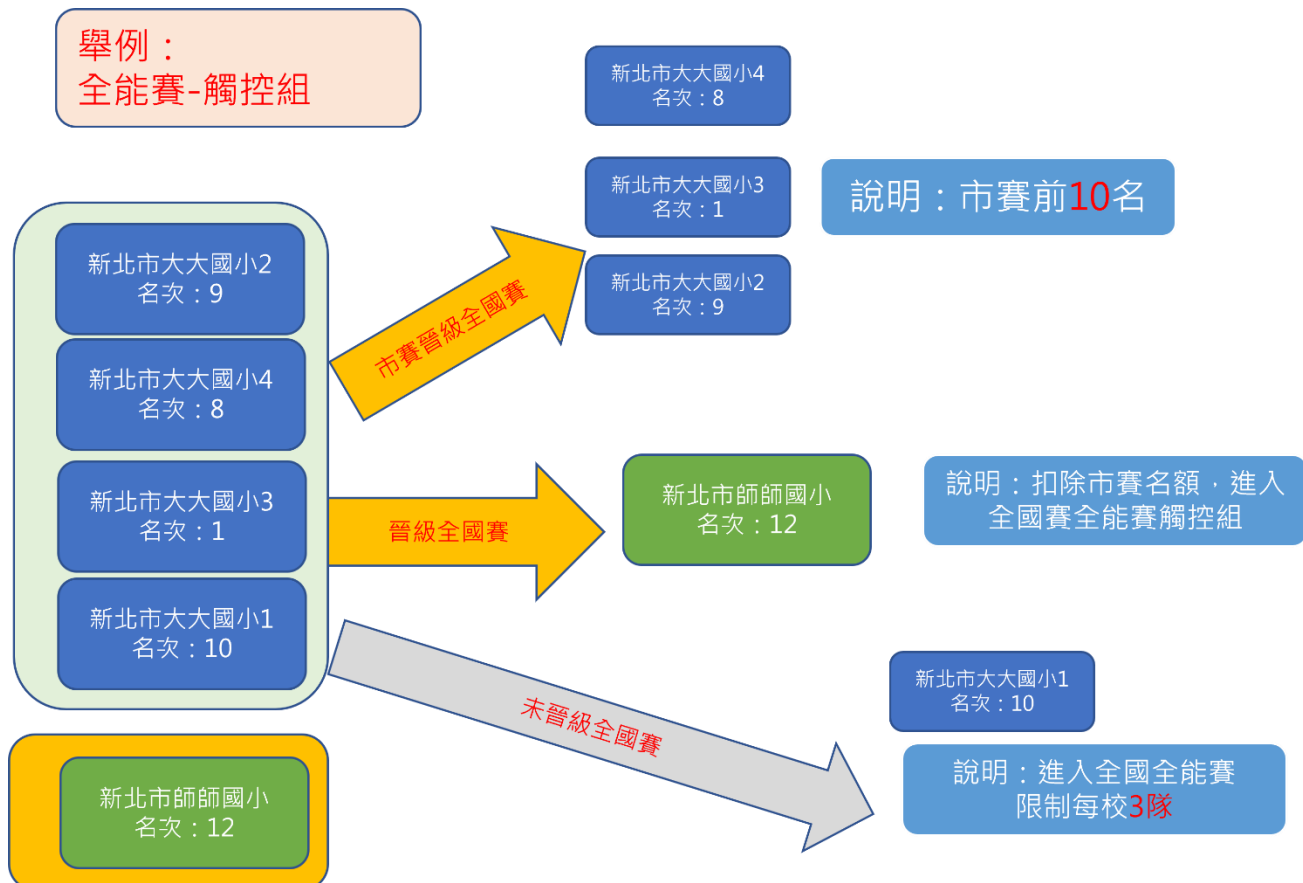 舉例：
全能賽-觸控組
新北市大大國小4
名次：8
新北市大大國小3
名次：1
新北市大大國小2
名次：9
說明：市賽前10名
新北市大大國小2
名次：9
新北市大大國小4
名次：8
新北市大大國小3
名次：1
新北市大大國小1
名次：10
市賽晉級全國賽
晉級全國賽
新北市師師國小
名次：12
說明：扣除市賽名額，進入
全國賽全能賽觸控組
未晉級全國賽
新北市大大國小1
名次：10
說明：進入全國全能賽
限制每校3隊
新北市師師國小
名次：12